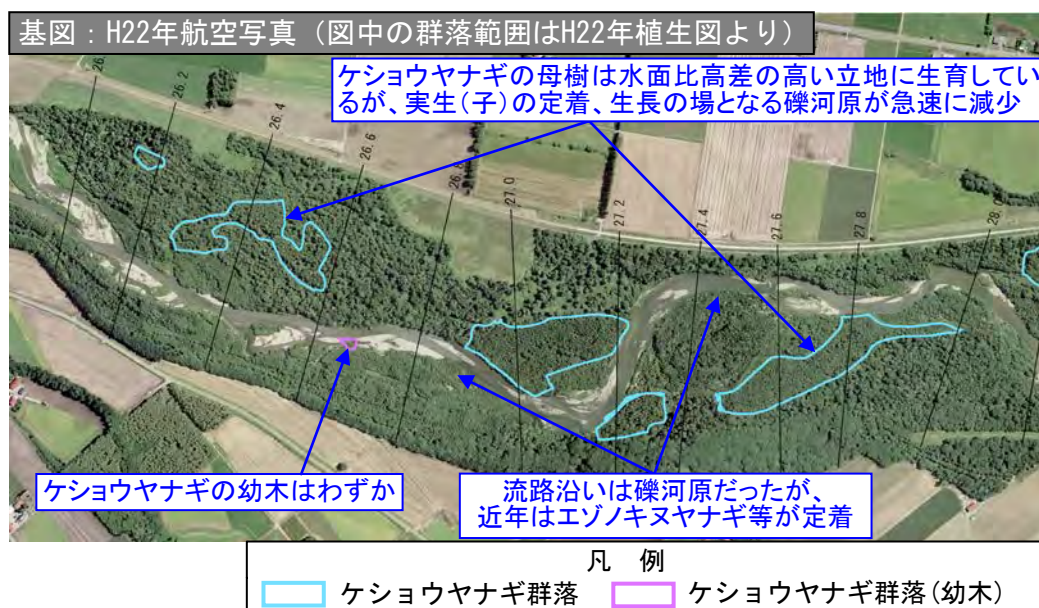 基図：H22年航空写真（図中の群落範囲はH22年植生図より）
ケショウヤナギの母樹は水面比高差の高い立地に生育してい
るが、実生(子)の定着、生長の場となる礫河原が急速に減少
26.2
26.4
26.6
26.8
27.0
27.2
27.4
27.6
27.8
28.0
ケショウヤナギの幼木はわずか
流路沿いは礫河原だったが、
近年はエゾノキヌヤナギ等が定着
凡 例
ケショウヤナギ群落
ケショウヤナギ群落(幼木)